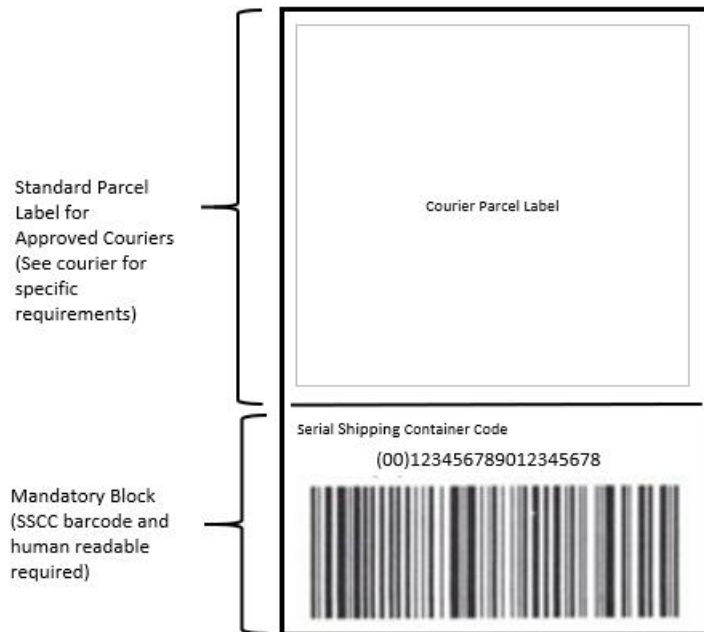 Standard Parcel
Label for
Approved Couriers
(See courier for
specific
requirements)
Courier Parcel Label
Serial Shipping Container Code
(00)123456789012345678
Mandatory Block
(SSCC barcode and
human readable
required)